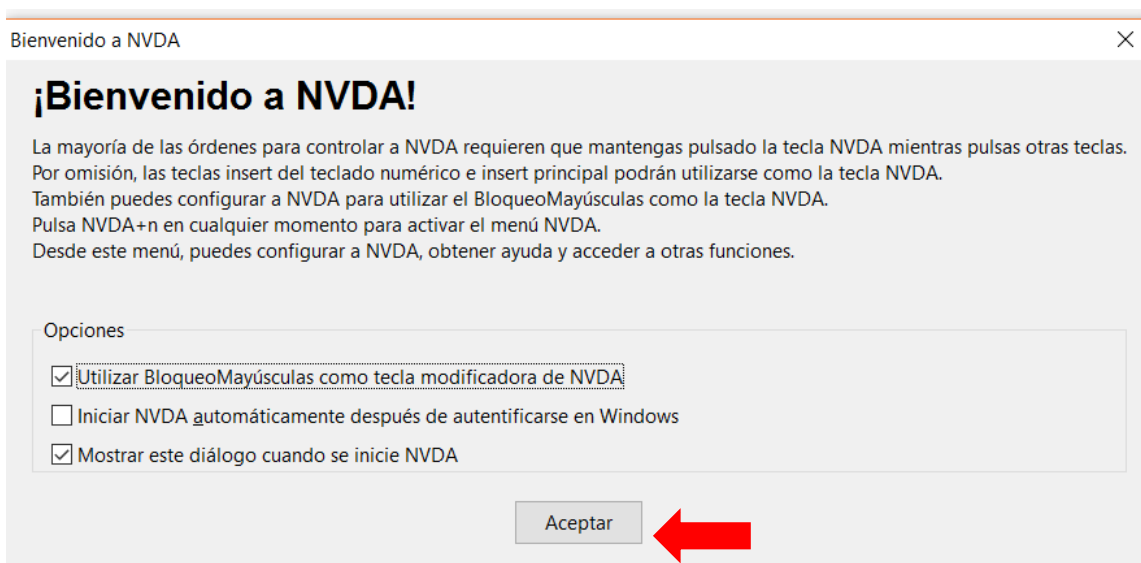 Bienvenido a NVDA
¡Bienvenido a NVDA!
La mayoría de las órdenes para controlar a NVDA requieren que mantengas pulsado la tecla NVDA mientras pulsas otras teclas.
Por omisión, las teclas insert del teclado numérico e insert principal podrán utilizarse como la tecla NVDA.
También puedes configurar a NVDA para utilizar el BloqueoMayúsculas como la tecla NVDA.
Pulsa NVDA+n en cualquier momento para activar el menú NVDA.
Desde este menú, puedes configurar a NVDA, obtener ayuda y acceder a otras funciones.
Opciones
Utilizar BloqueoMayúsculas como tecla modificadora de NVDA
Iniciar NVDA automáticamente después de autentificarse en Windows
Mostrar este diálogo cuando se inicie NVDA
Aceptar